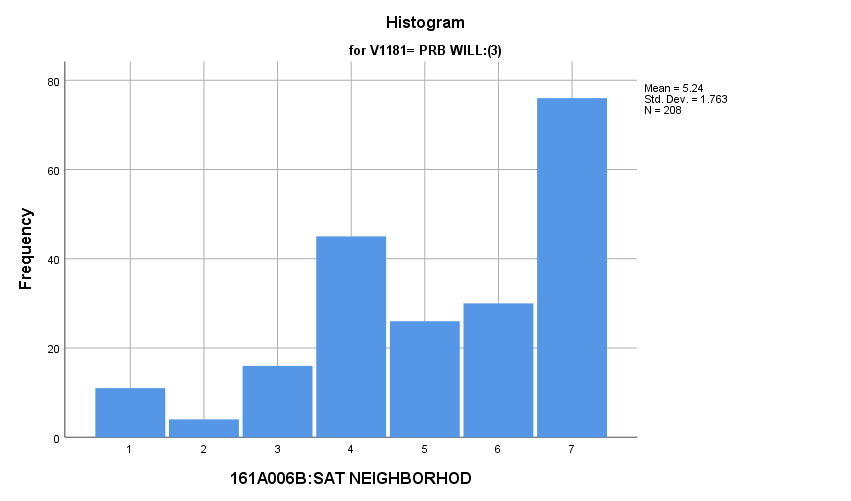 Histogram
for V1181= PRB WILL:(3)
Mean = 5.24
Std. Dev. = 1.763
N = 208
Frequency
80
60
40
20
0
1 2 3 4 5 6 7
161A006B:SAT NEIGHBORHOD